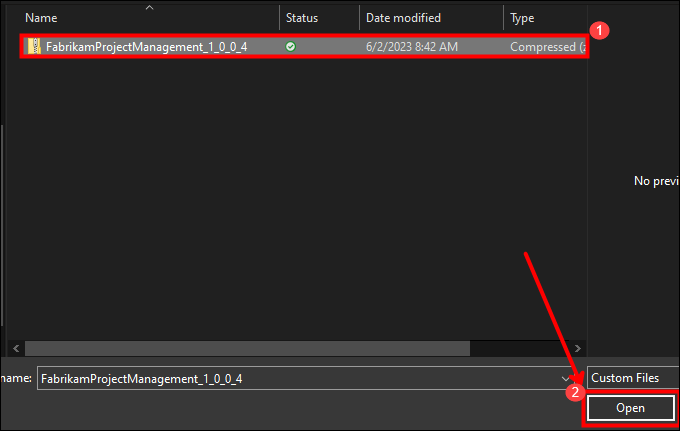 Name Status Date modified Type
1
FabrikamProjectManagement_1_0_0_4 6/2/2023 8:42 AM Compressed (z
No previ
name: FabrikamProjectManagement_1_0_0_4 Custom Files
2
Open